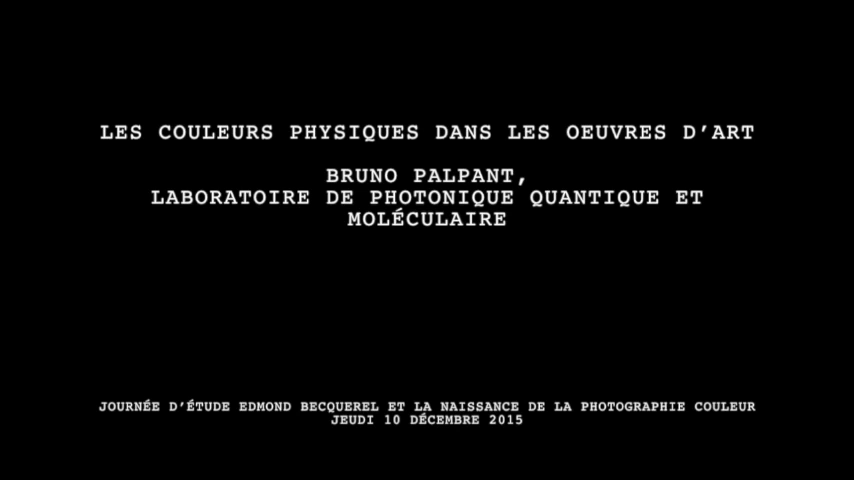 LES COULEURS PHYSIQUES DANS LES OEUVRES D’ART
BRUNO PALPANT,
LABORATOIRE DE PHOTONIQUE QUANTIQUE ET
MOLÉCULAIRE
JOURNÉE D’ÉTUDE EDMOND BECQUEREL ET LA NAISSANCE DE LA PHOTOGRAPHIE COULEUR
JEUDI 10 DÉCEMBRE 2015